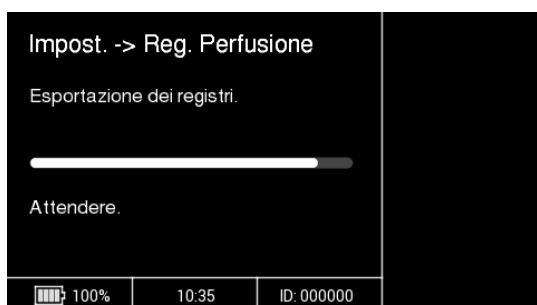 Impost. -> Reg. Perfusione
Esportazione dei registri.
Attendere.
100% 10:35 ID: 000000